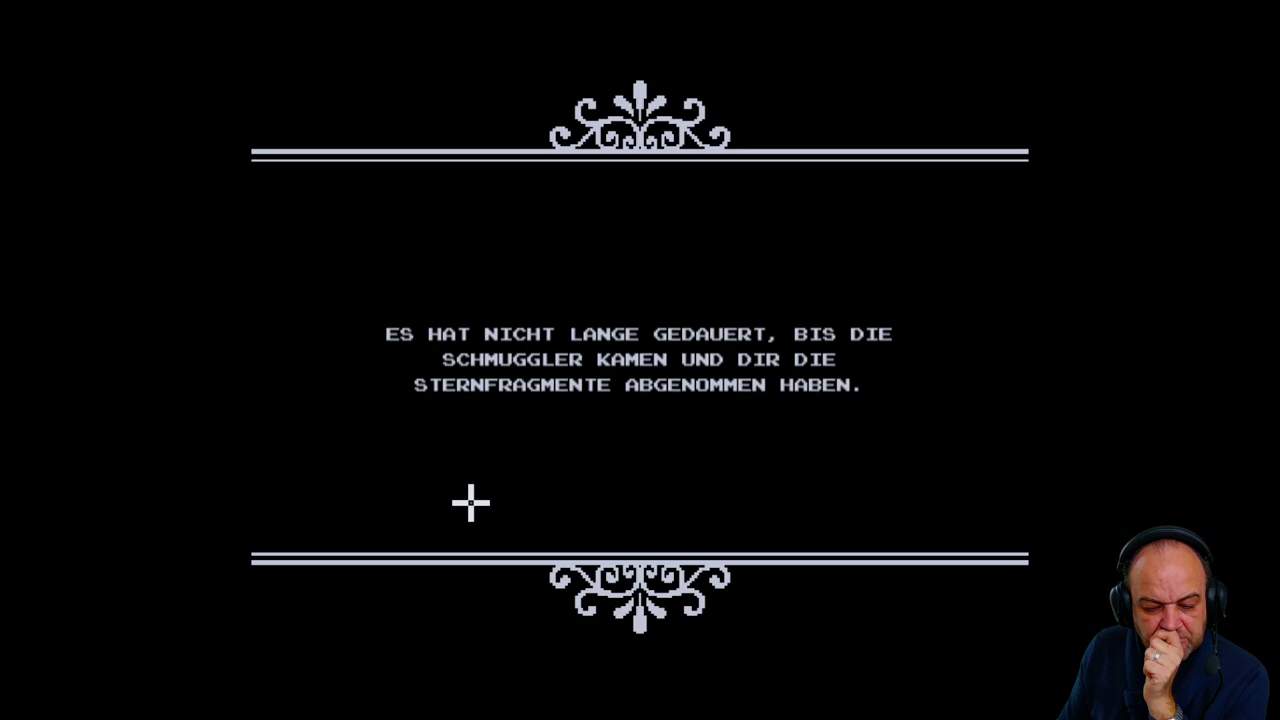 ES HAT NICHT LANGE GEDAUERT, BIS DIE
SCHMUGGLER KAMEN UND DIR DIE
STERNFRAGMENTE ABGENOMMEN HABEN.